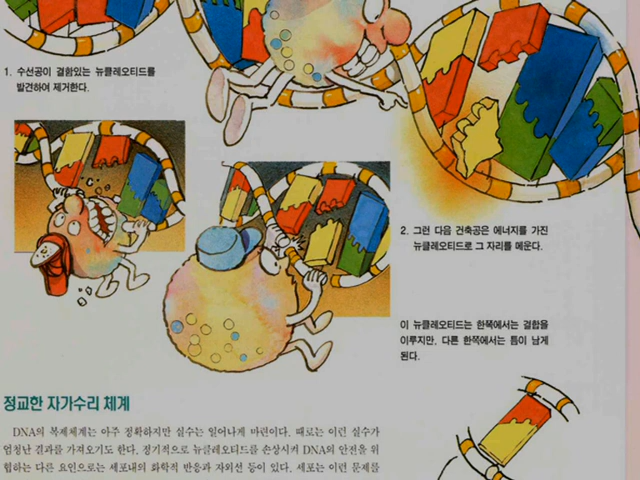 1. 수선공이 결함있는 뉴클레오티드를
발견하여 제거한다.
2. 그런 다음 건축공은 에너지를 가진
뉴클레오티드로 그 자리를 메운다.
이 뉴클레오티드는 한쪽에서는 결합을
이루지만, 다른 한쪽에서는 틈이 남게
된다.
정교한 자가수리 체계
DNA의 복제체계는 아주 정확하지만 실수는 일어나게 마련이다. 때로는 이런 실수가
엄청난 결과를 가져오기도 한다. 정기적으로 뉴클레오티드를 손상시켜 DNA의 안전을 위
협하는 다른 요인으로는 세포내의 화학적 반응과 자외선 등이 있다. 세포는 이런 문제를